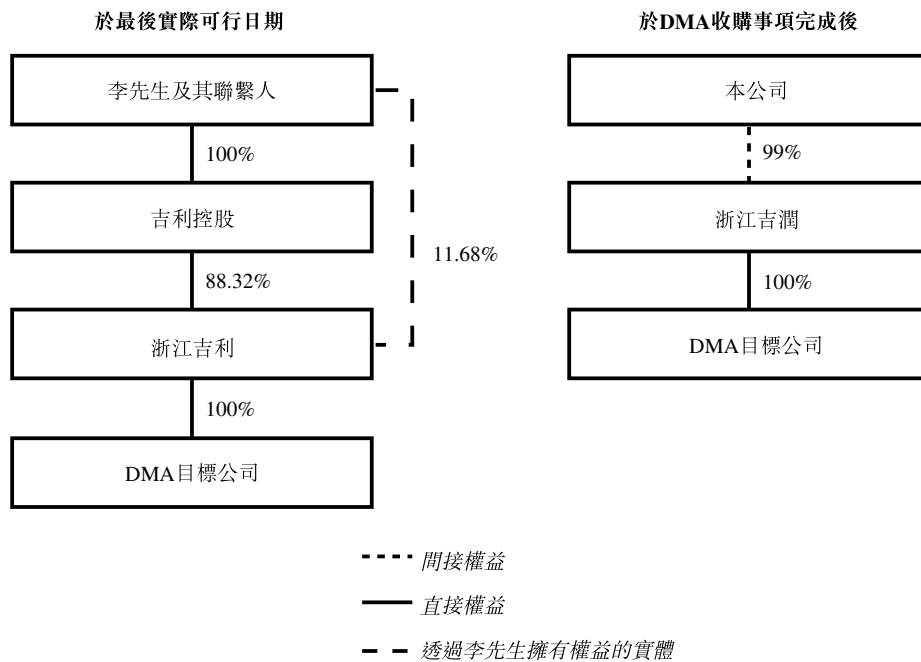 於最後實際可行日期
李先生及其聯繫人
100%
吉利控股
88.32%
11.68%
浙江吉利
100%
DMA目標公司
於DMA收購事項完成後
本公司
99%
浙江吉潤
100%
DMA目標公司
間接權益
直接權益
透過李先生擁有權益的實體